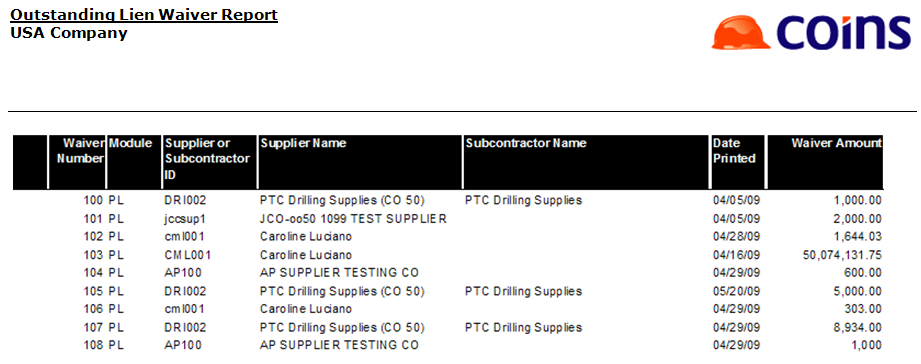 Outstanding Lien Waiver Report
USA Company
coins
Waiver Module Supplier or Supplier Name Subcontractor Name Date Waiver Amount
Number Subcontractor Printed
ID
100 PL DRI002 PTC Drilling Supplies (CO 50) PTC Drilling Supplies 04/05/09 1,000.00
101 PL jccsup1 JCO-oo50 1099 TEST SUPPLIER 04/05/09 2,000.00
102 PL cml001 Caroline Luciano 04/28/09 1,644.03
103 PL CML001 Caroline Luciano 04/16/09 50,074,131.75
104 PL AP100 AP SUPPLIER TESTING CO 04/29/09 600.00
105 PL DRI002 PTC Drilling Supplies (CO 50) PTC Drilling Supplies 05/20/09 5,000.00
106 PL cml001 Caroline Luciano 04/29/09 303.00
107 PL DRI002 PTC Drilling Supplies (CO 50) PTC Drilling Supplies 04/29/09 8,934.00
108 PL AP100 AP SUPPLIER TESTING CO 04/29/09 1,000